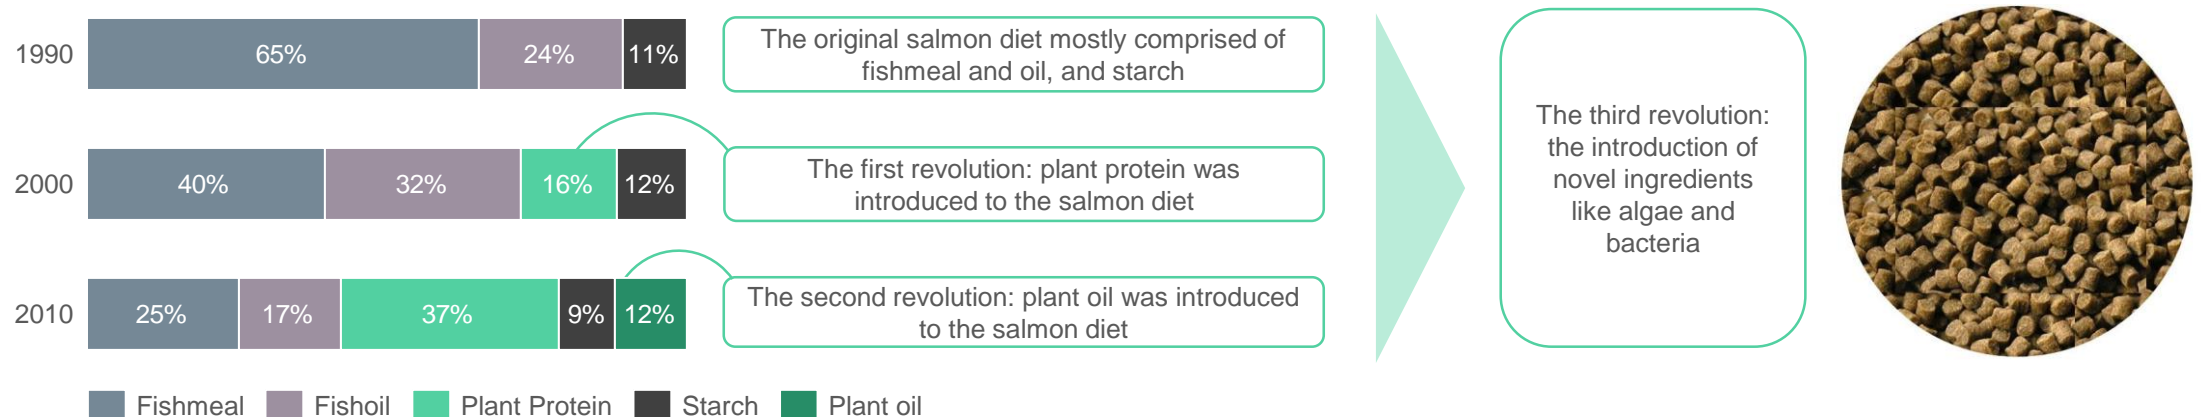 1990
65%
24%
11%
The original salmon diet mostly comprised of
fishmeal and oil, and starch
2000
40%
32%
16%
12%
The first revolution: plant protein was
introduced to the salmon diet
2010
25%
17%
37%
9%
12%
The second revolution: plant oil was introduced
to the salmon diet
The third revolution:
the introduction of
novel ingredients
like algae and
bacteria
Fishmeal
Fishoil
Plant Protein
Starch
Plant oil